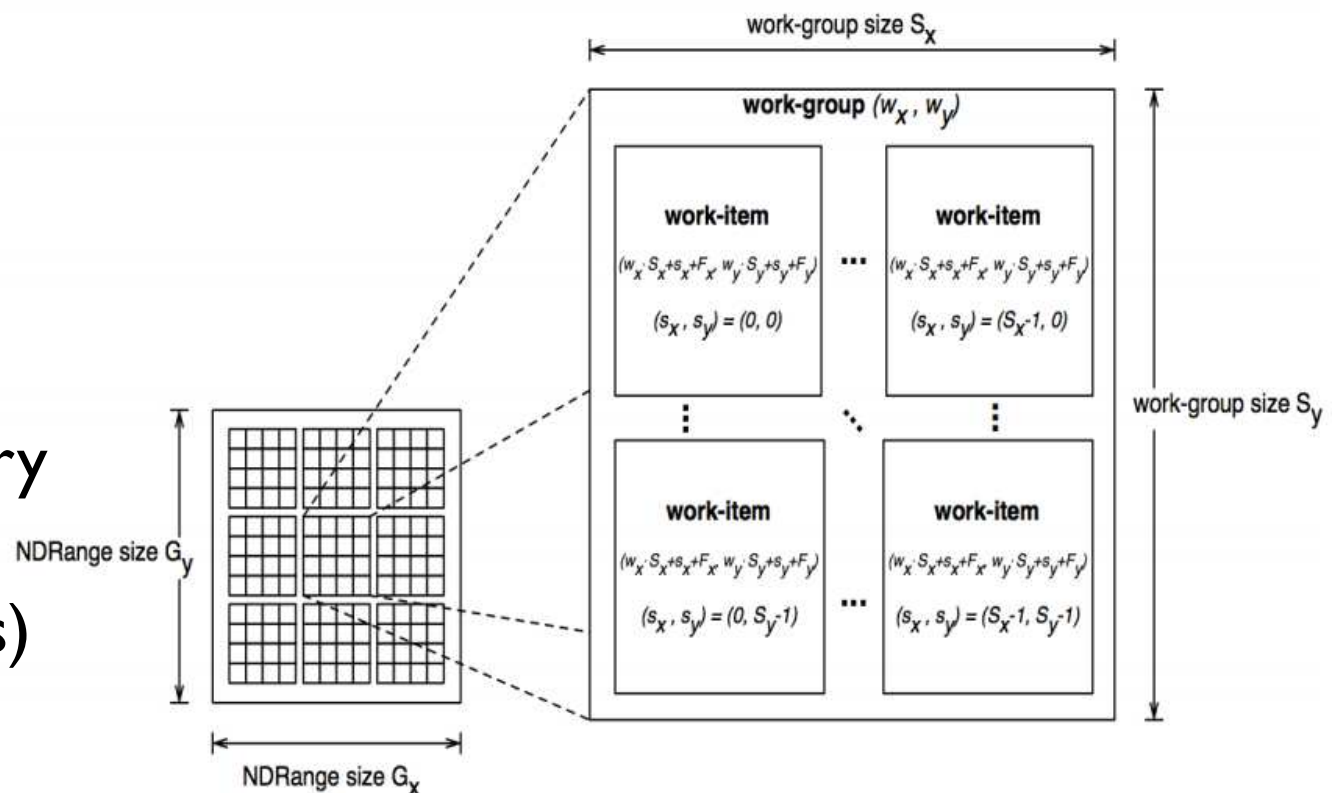 work-group size Sx
work-group (wx , wy)
work-item
(wx·Sx+sx+Fx, wy·Sy+sy+Fy)
(sx , sy) = (0, 0)
...
work-item
(wx·Sx+sx+Fx, wy·Sy+sy+Fy)
(sx , sy) = (Sx-1, 0)
work-group size Sy
work-item
(wx·Sx+sx+Fx, wy·Sy+sy+Fy)
(sx , sy) = (0, Sy-1)
...
work-item
(wx·Sx+sx+Fx, wy·Sy+sy+Fy)
(sx , sy) = (Sx-1, Sy-1)
ry
NDRange size Gy
s)
NDRange size Gx